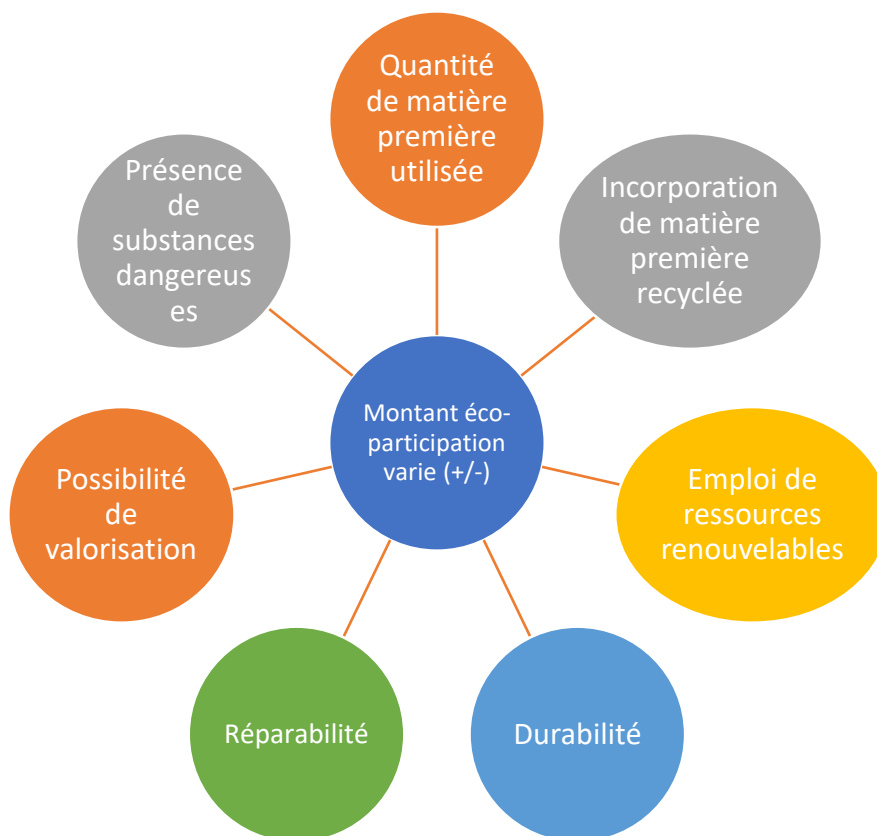 Quantité
de matière
première
utilisée
Incorporation
de matière
première
recyclée
Emploi de
ressources
renouvelables
Durabilité
Réparabilité
Possibilité
de
valorisation
Présence
de
substances
dangereus
es
Montant éco-
participation
varie (+/-)